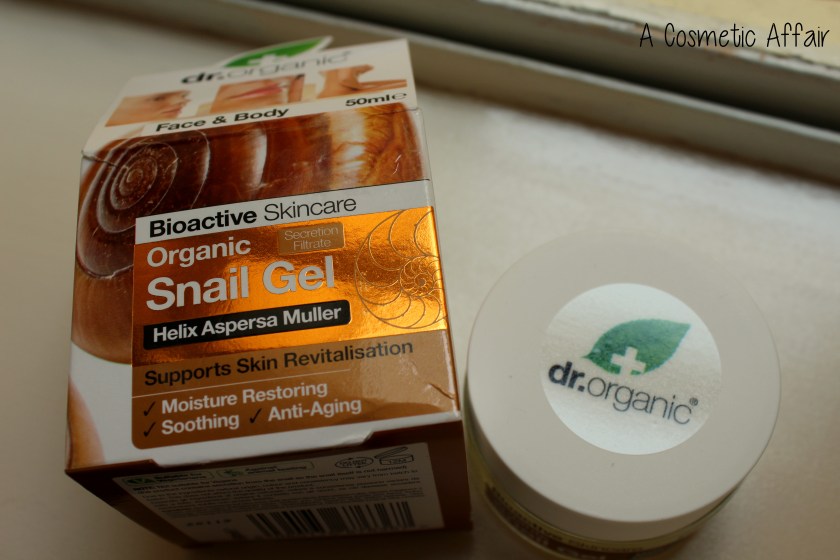 A Cosmetic Affair
dr.organic
Face & Body
50ml℮
Bioactive Skincare
Organic
Secretion
Filtrate
Snail Gel
Helix Aspersa Muller
Supports Skin Revitalisation
✓ Moisture Restoring
✓ Soothing ✓ Anti-Aging
dr.organic®